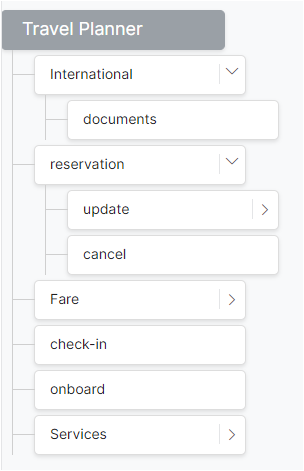 Travel Planner
International
documents
reservation
update
cancel
Fare
check-in
onboard
Services